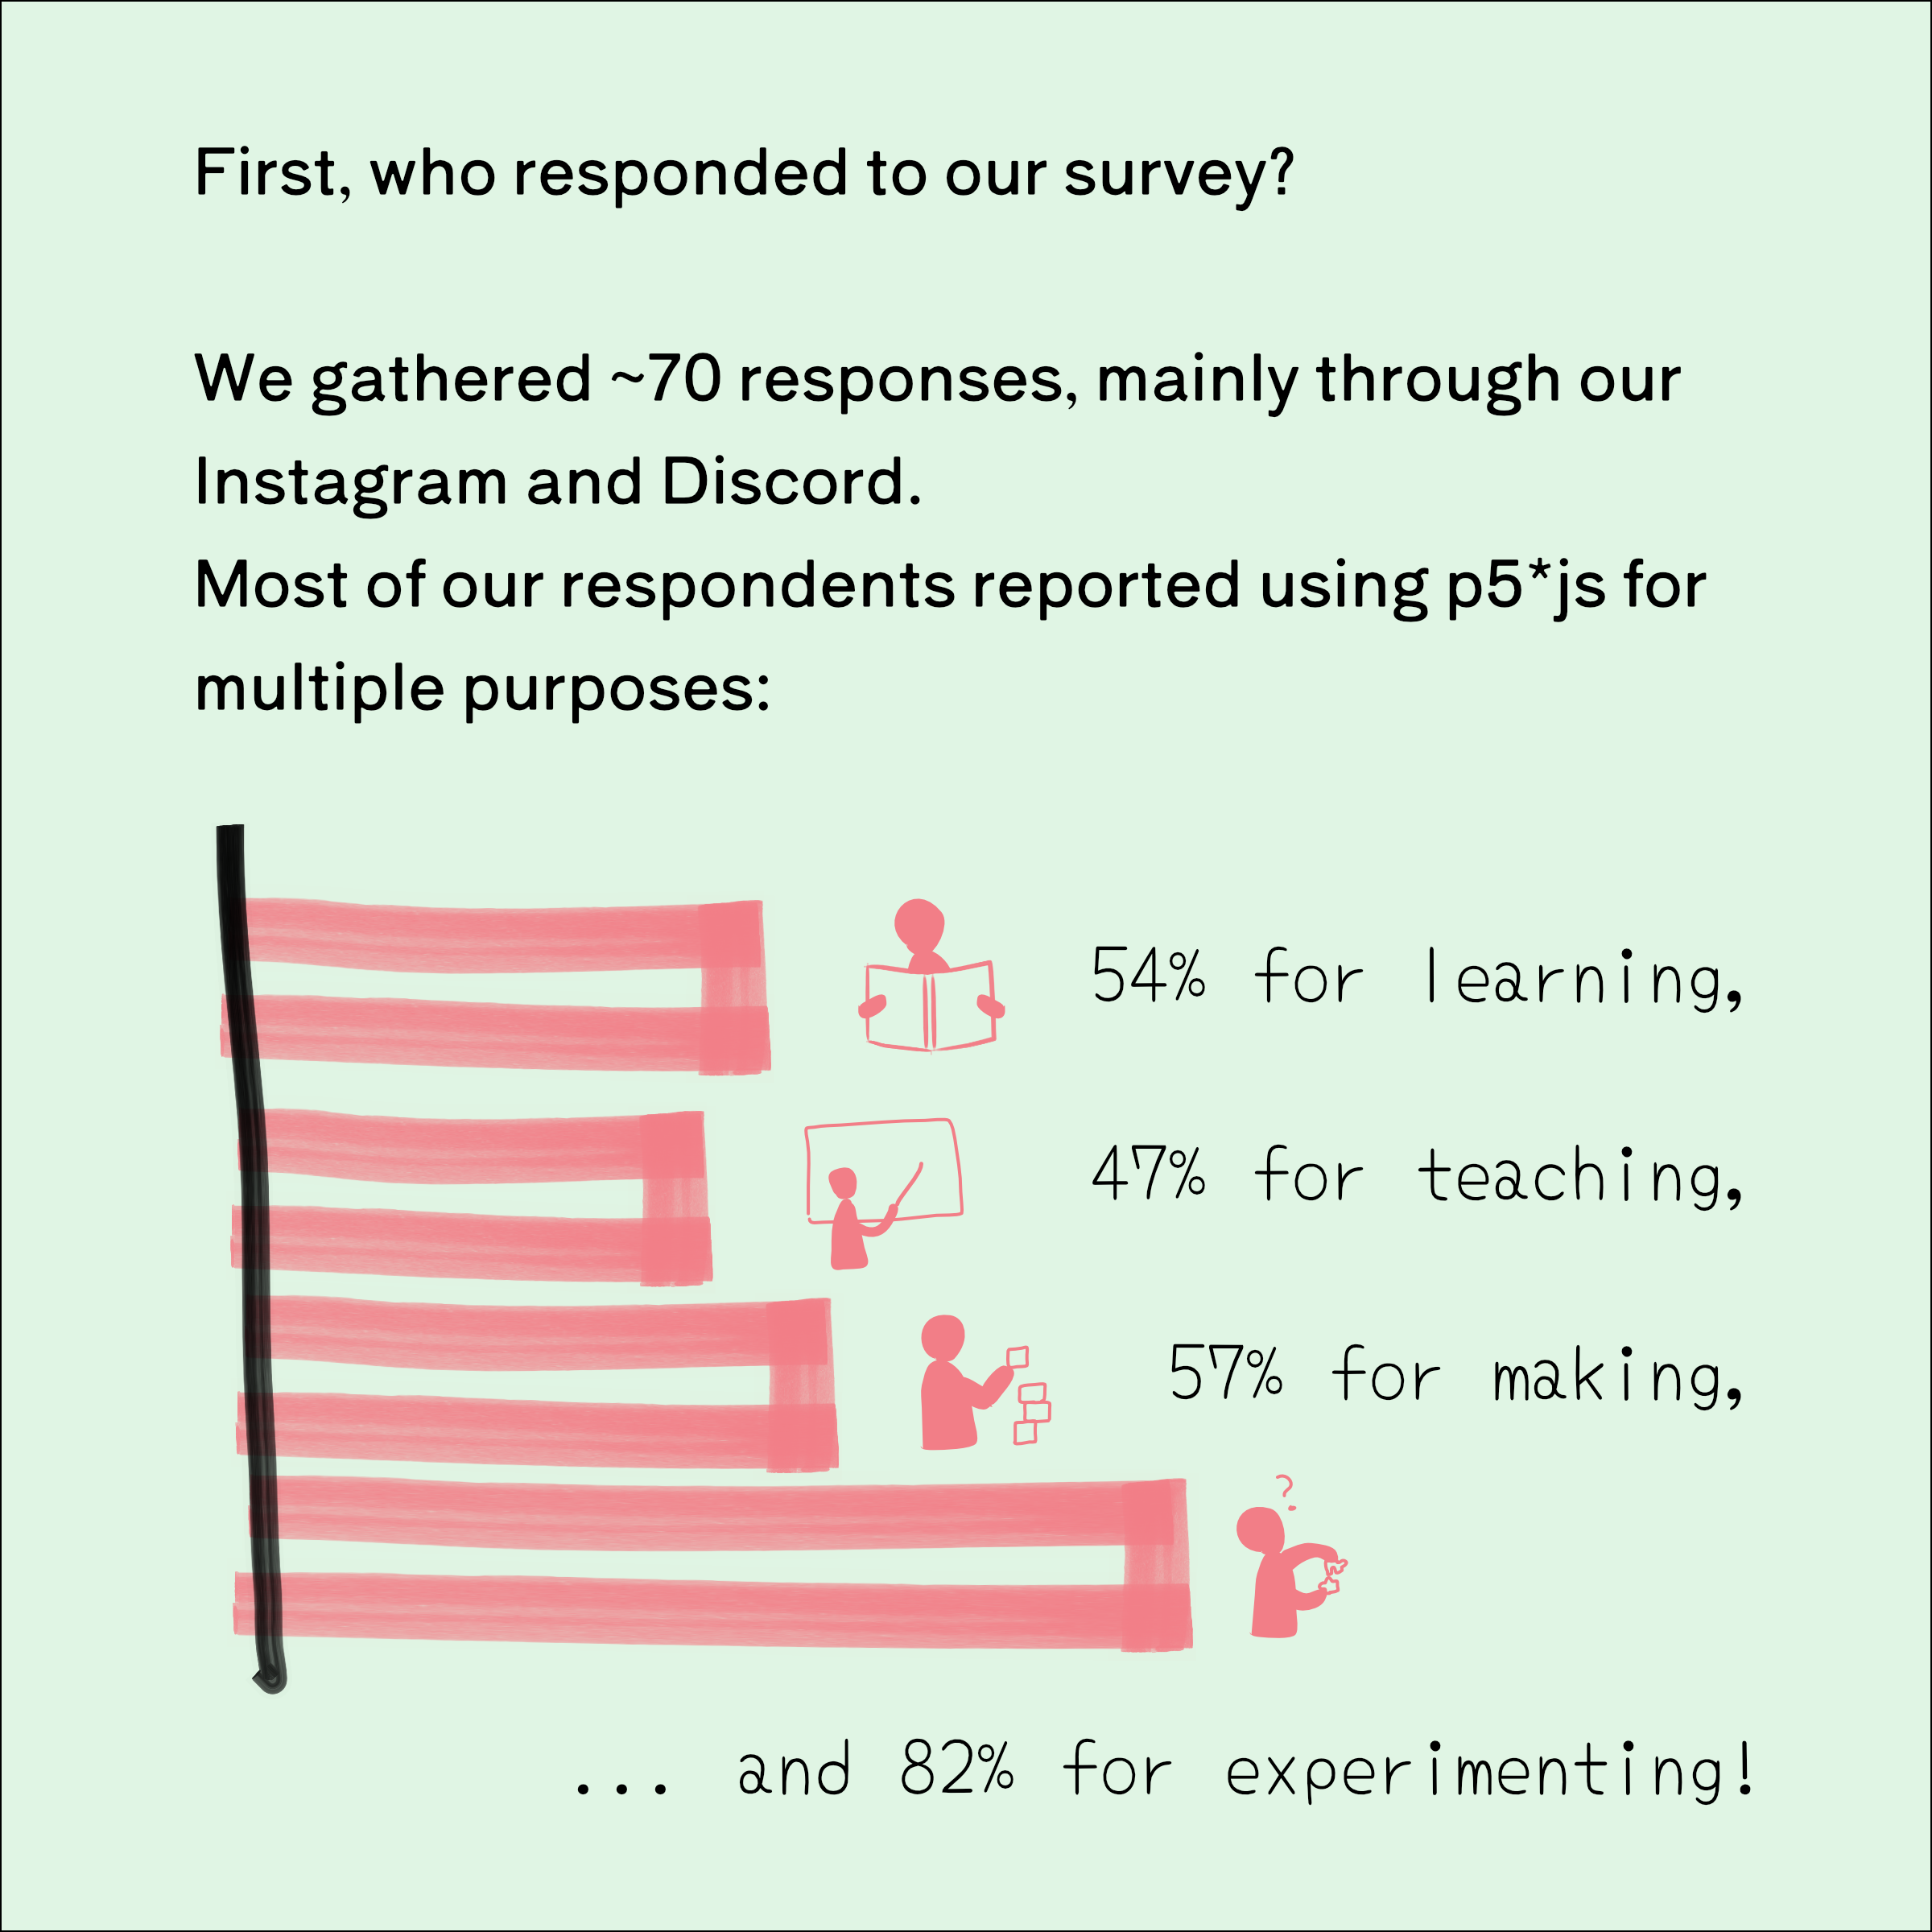 First, who responded to our survey?
We gathered ~70 responses, mainly through our
Instagram and Discord.
Most of our respondents reported using p5*js for
multiple purposes:
54% for learning,
47% for teaching,
57% for making,
?
... and 82% for experimenting!